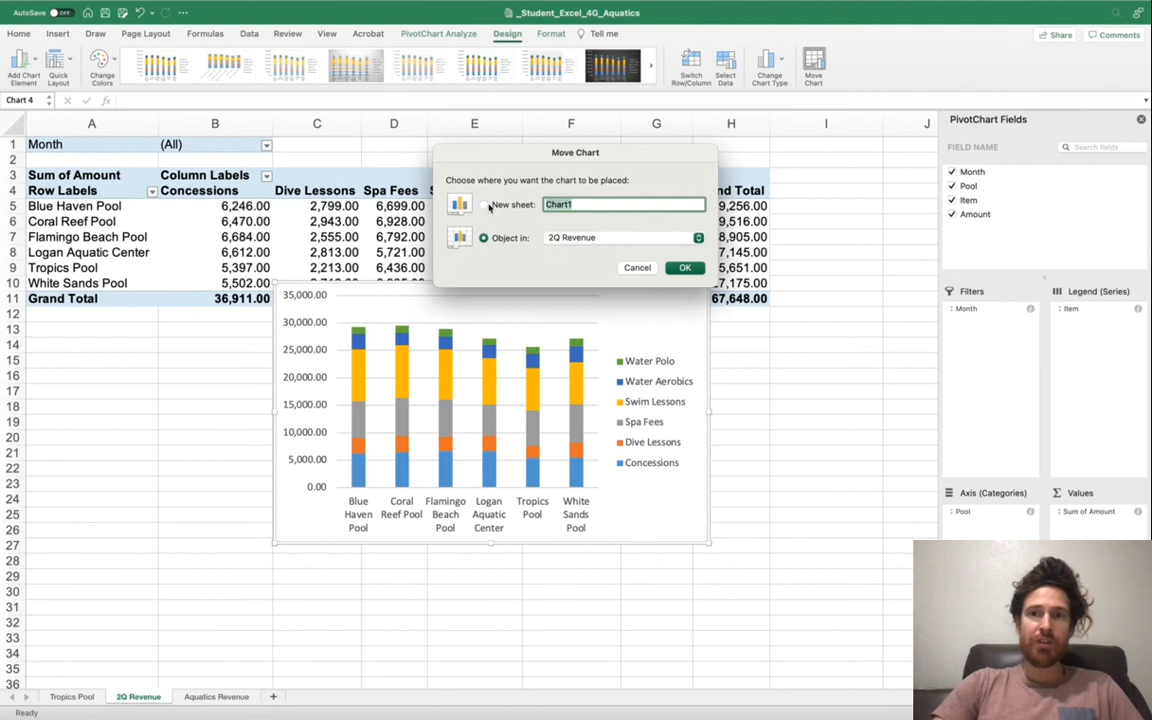 AutoSave OFF
_Student_Excel_4G_Aquatics
Home Insert Draw Page Layout Formulas Data Review View Acrobat PivotChart Analyze Design Format Tell me
Share Comments
Add Chart Element
Quick Layout
Change Colors
Switch Row/Column
Select Data
Change Chart Type
Move Chart
Chart 4
fx
A B C D E F G H I J
PivotChart Fields
1 Month (All)
FIELD NAME
Search fields
2
3 Sum of Amount Column Labels
4 Row Labels Concessions Dive Lessons Spa Fees
nd Total
5 Blue Haven Pool 6,246.00 2,799.00 6,699.00
9,256.00
6 Coral Reef Pool 6,470.00 2,943.00 6,928.00
9,516.00
7 Flamingo Beach Pool 6,684.00 2,555.00 6,792.00
8,905.00
8 Logan Aquatic Center 6,612.00 2,813.00 5,721.00
9 Tropics Pool 5,397.00 2,213.00 6,436.00
5,651.00
10 White Sands Pool 5,502.00
7,175.00
11 Grand Total 36,911.00
67,648.00
Move Chart
Choose where you want the chart to be placed:
New sheet: Chart1
Object in: 2Q Revenue
Cancel OK
Month
Pool
Item
Amount
Filters
Legend (Series)
Month
Item
Axis (Categories)
Values
Pool
Sum of Amount
35,000.00
30,000.00
25,000.00
20,000.00
15,000.00
10,000.00
5,000.00
0.00
Blue Haven Pool
Coral Reef Pool
Flamingo Beach Pool
Logan Aquatic Center
Tropics Pool
White Sands Pool
Water Polo
Water Aerobics
Swim Lessons
Spa Fees
Dive Lessons
Concessions
12
13
14
15
16
17
18
19
20
21
22
23
24
25
26
27
28
29
30
31
32
33
34
35
36
Tropics Pool 2Q Revenue Aquatics Revenue +
Ready